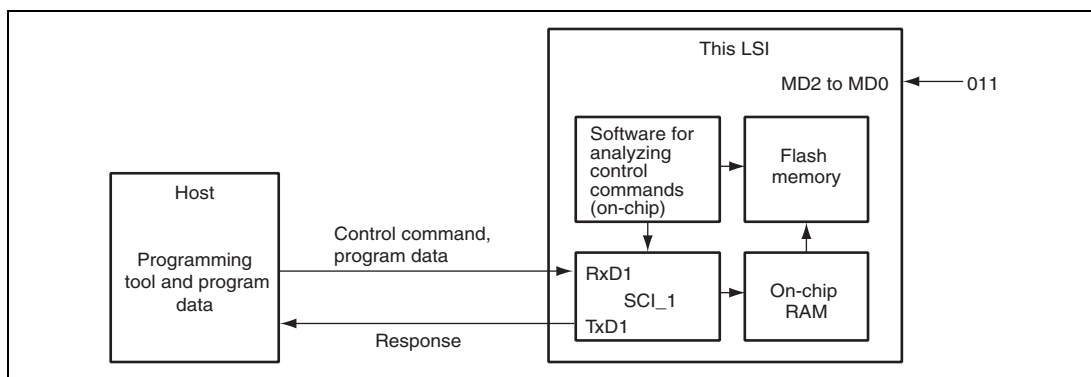 This LSI
MD2 to MD0
011
Software for
analyzing
control
commands
(on-chip)
Flash
memory
Host
Programming
tool and program
data
Control command,
program data
RxD1
SCI_1
TxD1
On-chip
RAM
Response